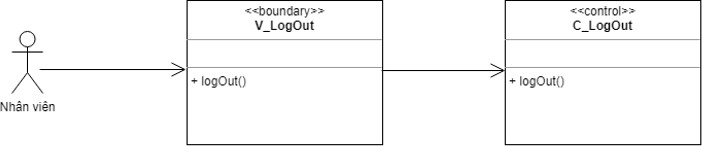 <<boundary>>
V_LogOut
+ logOut()
<<control>>
C_LogOut
+ logOut()
Nhân viên